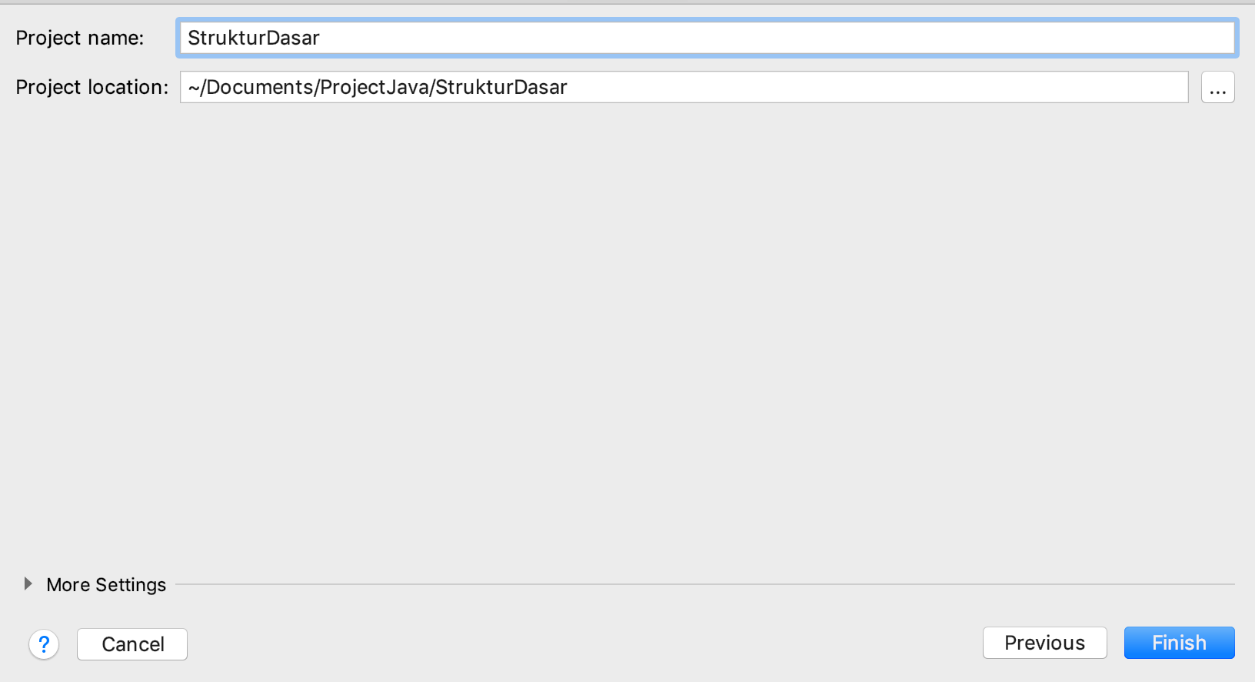 Project name: StrukturDasar
Project location: ~/Documents/ProjectJava/StrukturDasar ...
More Settings
? Cancel Previous Finish